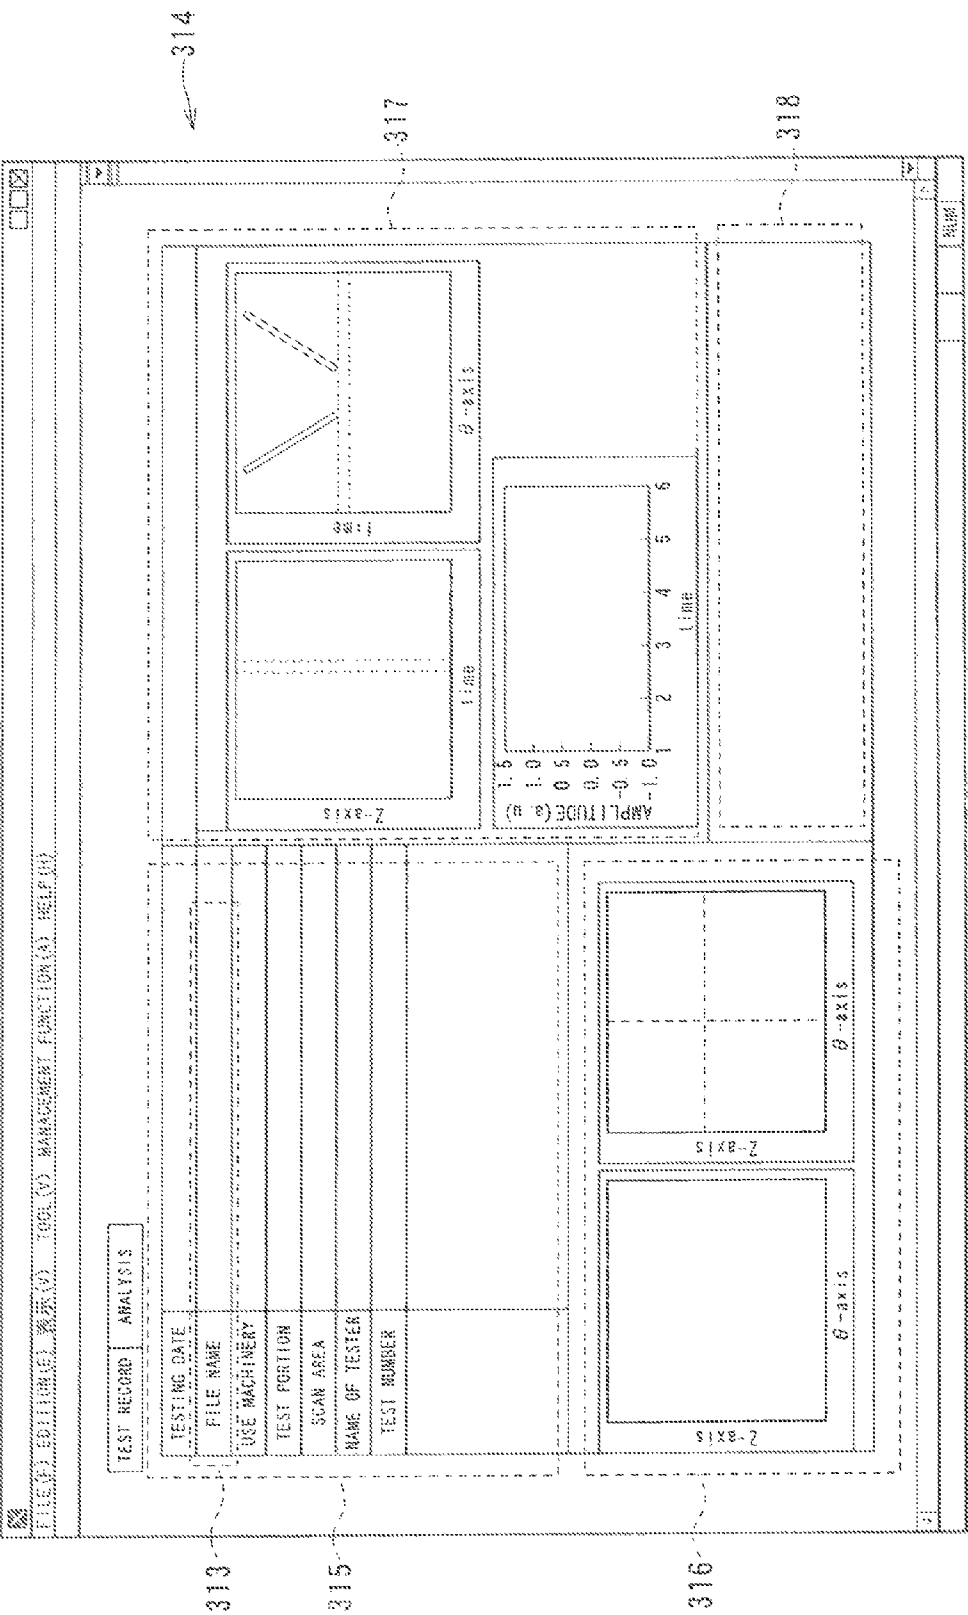 314
FILE(F) EDITION(E) 表示(V) TOOL(V) MANAGEMENT FUNCTION(A) HELP(H)
TEST RECORD ANALYSIS
TESTING DATE
FILE NAME
USE MACHINERY
TEST PORTION
SCAN AREA
NAME OF TESTER
TEST NUMBER
313
315
316
317
318
Z-axis
time
time
θ-axis
AMPLITUDE(a.u)
1.5
1.0
0.5
0.0
-0.5
-1.0
1 2 3 4 5 6
time
Z-axis
θ-axis
Z-axis
θ-axis
NUM